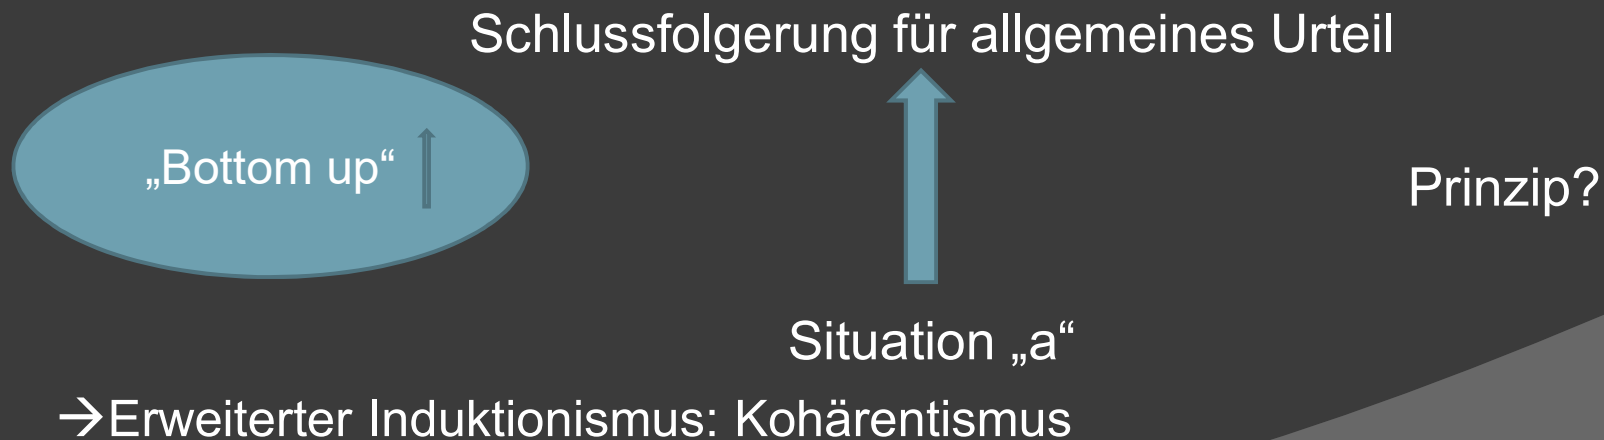 Schlussfolgerung für allgemeines Urteil
„Bottom up“
Prinzip?
Situation „a“
→Erweiterter Induktionismus: Kohärentismus